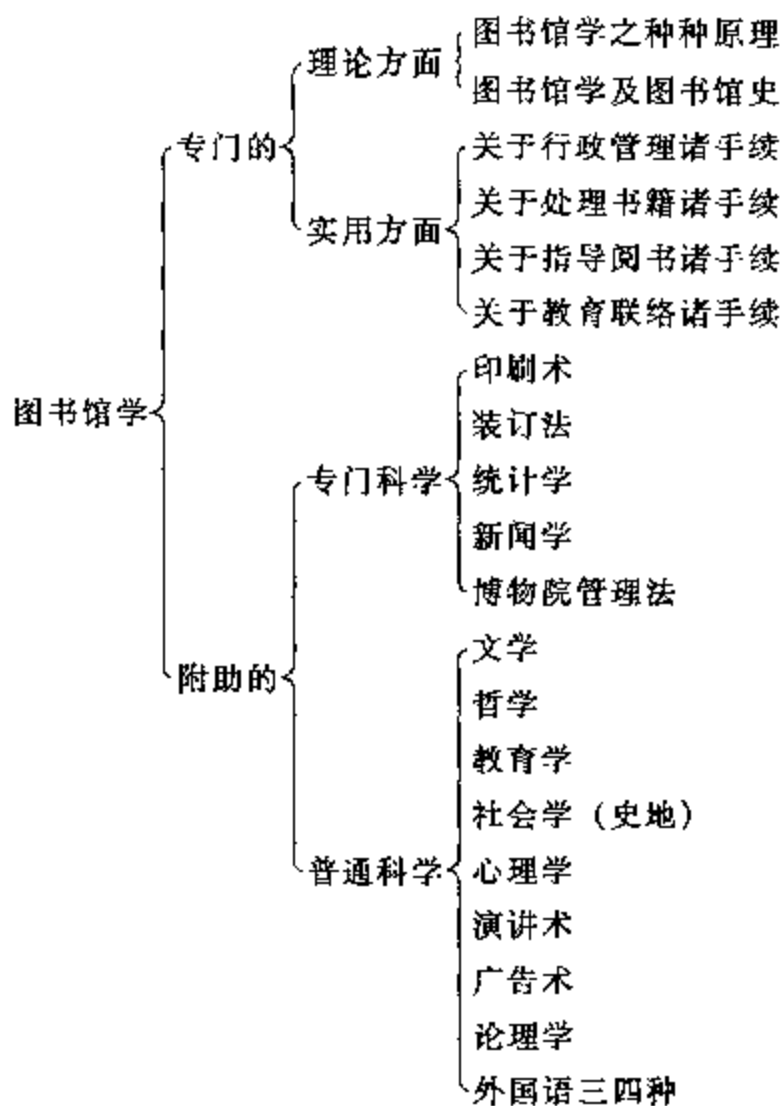 图书馆学
专门的
理论方面
图书馆学之种种原理
图书馆学及图书馆史
实用方面
关于行政管理诸手续
关于处理书籍诸手续
关于指导阅书诸手续
关于教育联络诸手续
附助的
专门科学
印刷术
装订法
统计学
新闻学
博物院管理法
普通科学
文学
哲学
教育学
社会学（史地）
心理学
演讲术
广告术
论理学
外国语三四种